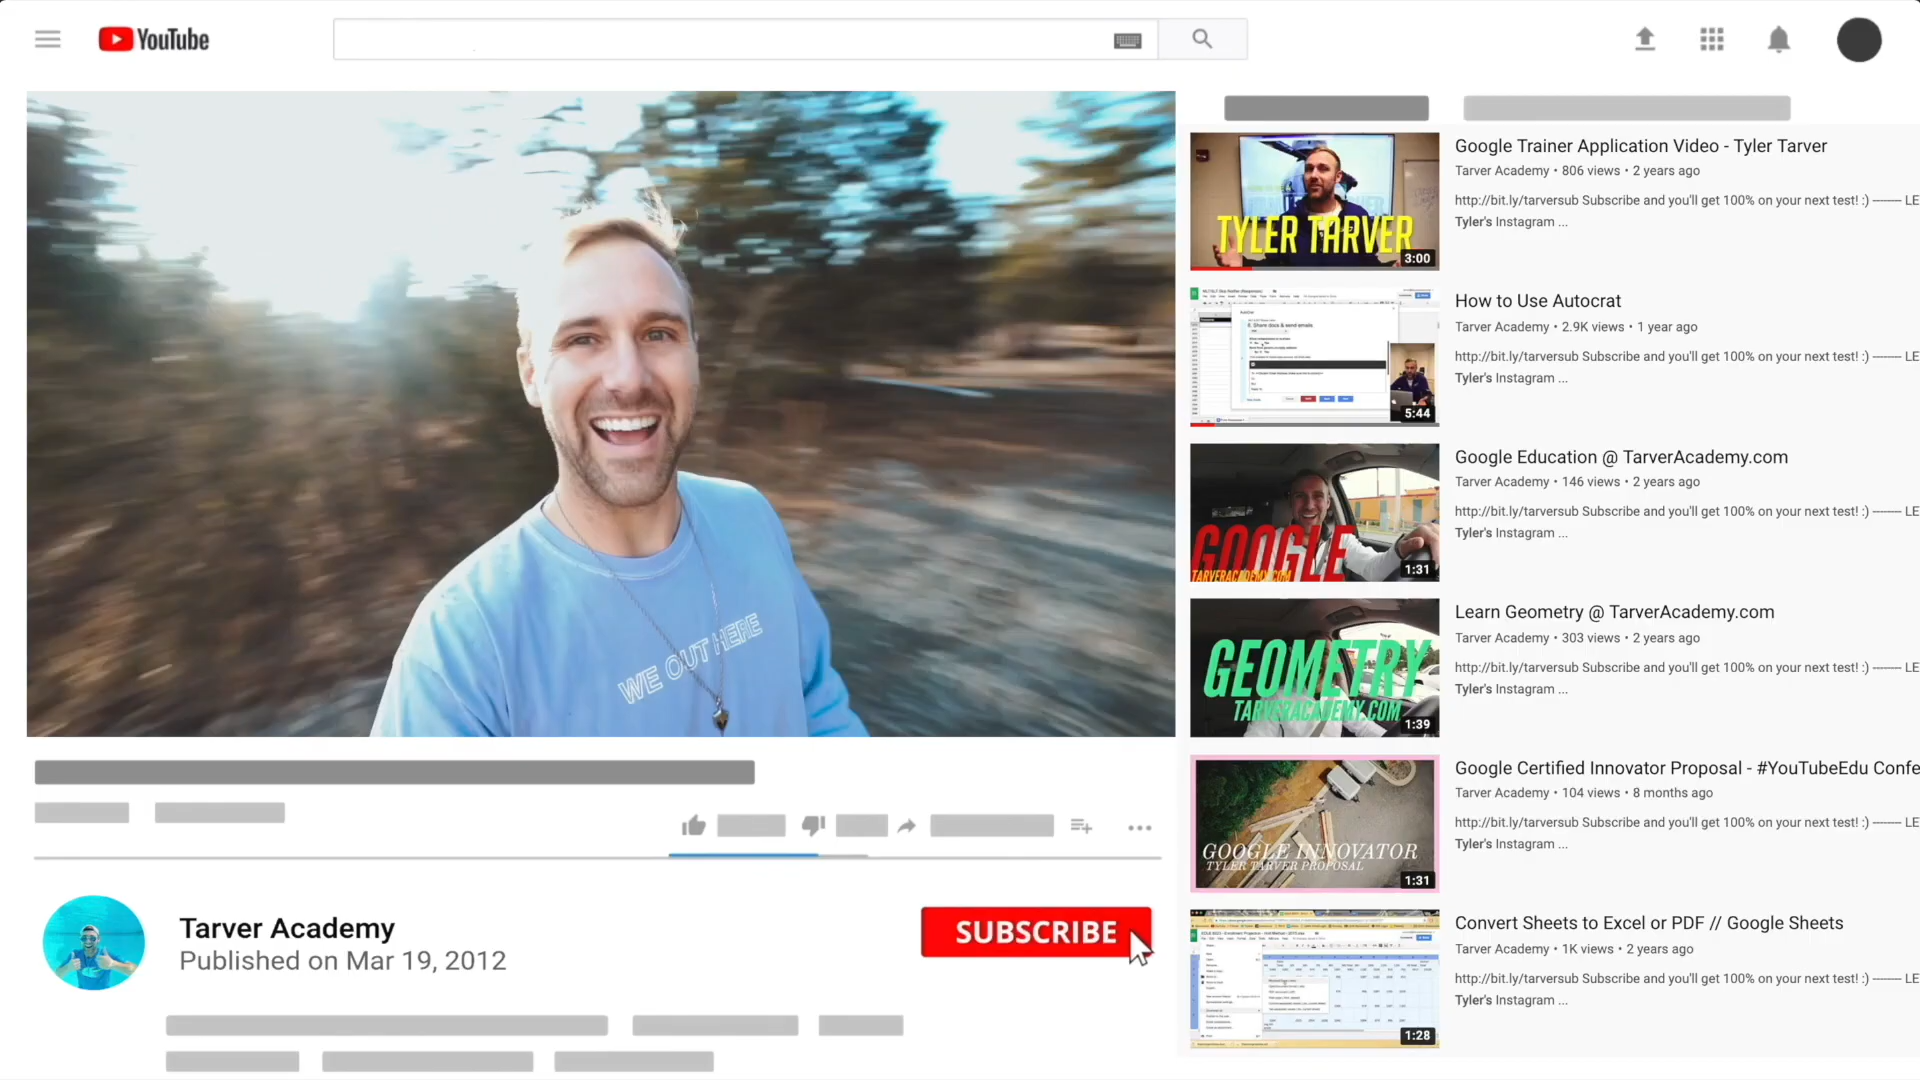 YouTube
WE OUT HERE
Tarver Academy
Published on Mar 19, 2012
SUBSCRIBE
TYLER TARVER
3:00
Google Trainer Application Video - Tyler Tarver
Tarver Academy • 806 views • 2 years ago
http://bit.ly/tarversub Subscribe and you'll get 100% on your next test! :) -------- LE
Tyler's Instagram ...
8. Share docs & send emails
5:44
How to Use Autocrat
Tarver Academy • 2.9K views • 1 year ago
http://bit.ly/tarversub Subscribe and you'll get 100% on your next test! :) -------- LE
Tyler's Instagram ...
GOOGLE
TARVERACADEMY.COM
1:31
Google Education @ TarverAcademy.com
Tarver Academy • 146 views • 2 years ago
http://bit.ly/tarversub Subscribe and you'll get 100% on your next test! :) -------- LE
Tyler's Instagram ...
GEOMETRY
TARVERACADEMY.COM
1:39
Learn Geometry @ TarverAcademy.com
Tarver Academy • 303 views • 2 years ago
http://bit.ly/tarversub Subscribe and you'll get 100% on your next test! :) -------- LE
Tyler's Instagram ...
GOOGLE INNOVATOR
TYLER TARVER PROPOSAL
1:31
Google Certified Innovator Proposal - #YouTubeEdu Confe
Tarver Academy • 104 views • 8 months ago
http://bit.ly/tarversub Subscribe and you'll get 100% on your next test! :) -------- LE
Tyler's Instagram ...
1:28
Convert Sheets to Excel or PDF // Google Sheets
Tarver Academy • 1K views • 2 years ago
http://bit.ly/tarversub Subscribe and you'll get 100% on your next test! :) -------- LE
Tyler's Instagram ...